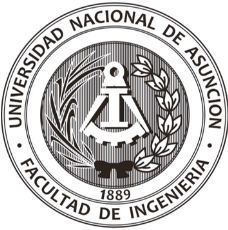 UNIVERSIDAD NACIONAL DE ASUNCION
1889
• FACULTAD DE INGENIERIA •